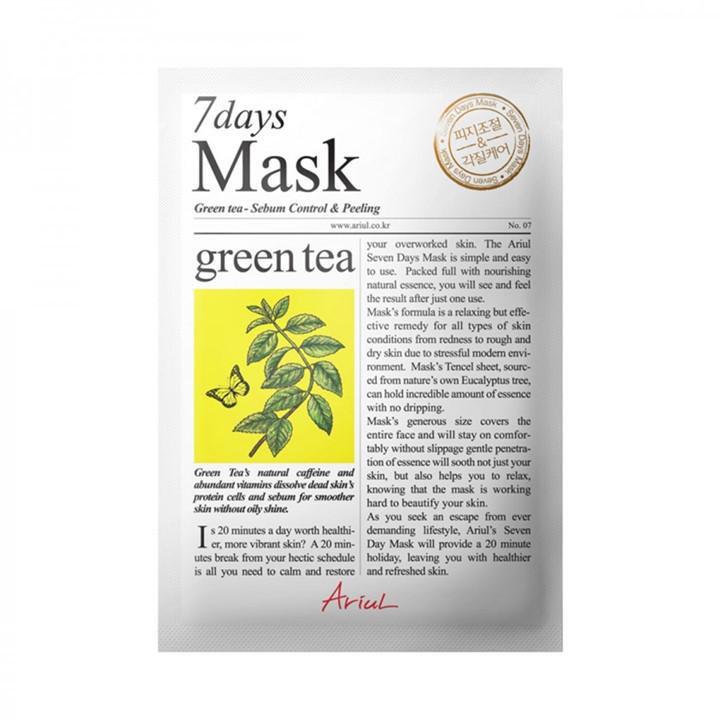 7days
Mask
Green tea - Sebum Control & Peeling
Seven Days Mask • Seven Days Mask • Seven Days Mask •
피지조절
&
각질케어
www.ariul.co.kr
No. 07
green tea
Green Tea's natural caffeine and
abundant vitamins dissolve dead skin's
protein cells and sebum for smoother
skin without oily shine.
Is 20 minutes a day worth healthi-
er, more vibrant skin? A 20 min-
utes break from your hectic schedule
is all you need to calm and restore
your overworked skin. The Ariul
Seven Days Mask is simple and easy
to use. Packed full with nourishing
natural essence, you will see and feel
the result after just one use.
Mask's formula is a relaxing but effe-
ctive remedy for all types of skin
conditions from redness to rough and
dry skin due to stressful modern envi-
ronment. Mask's Tencel sheet, sourc-
ed from nature's own Eucalyptus tree,
can hold incredible amount of essence
with no dripping.
Mask's generous size covers the
entire face and will stay on comfor-
tably without slippage gentle penetra-
tion of essence will sooth not just your
skin, but also helps you to relax,
knowing that the mask is working
hard to beautify your skin.
As you seek an escape from ever
demanding lifestyle, Ariul's Seven
Day Mask will provide a 20 minute
holiday, leaving you with healthier
and refreshed skin.
Ariul